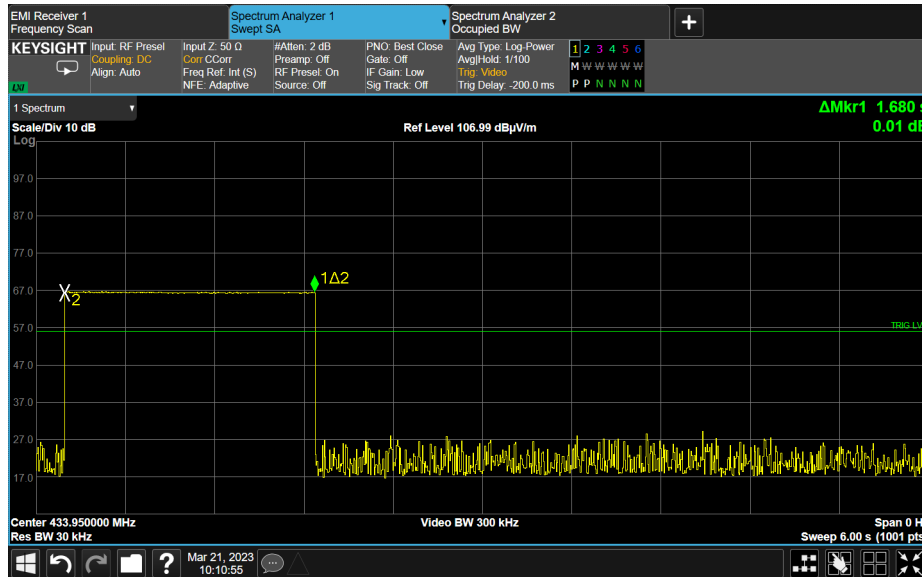 EMI Receiver 1
Frequency Scan
Spectrum Analyzer 1
Swept SA
Spectrum Analyzer 2
Occupied BW
KEYSIGHT
LXI
Input: RF Presel
Coupling: DC
Align: Auto
Input Z: 50 Ω
Corr CCorr
Freq Ref: Int (S)
NFE: Adaptive
#Atten: 2 dB
Preamp: Off
RF Presel: On
Source: Off
PNO: Best Close
Gate: Off
IF Gain: Low
Sig Track: Off
Avg Type: Log-Power
Avg|Hold: 1/100
Trig: Video
Trig Delay: -200.0 ms
1 2 3 4 5 6
M W W W W W
P P N N N N
1 Spectrum
ΔMkr1 1.680 s
Scale/Div 10 dB
Ref Level 106.99 dBµV/m
0.01 dB
Log
97.0
87.0
77.0
67.0
57.0
47.0
37.0
27.0
17.0
2
1Δ2
TRIG LV
Center 433.950000 MHz
Video BW 300 kHz
Span 0 H
Res BW 30 kHz
Sweep 6.00 s (1001 pts
Mar 21, 2023
10:10:55